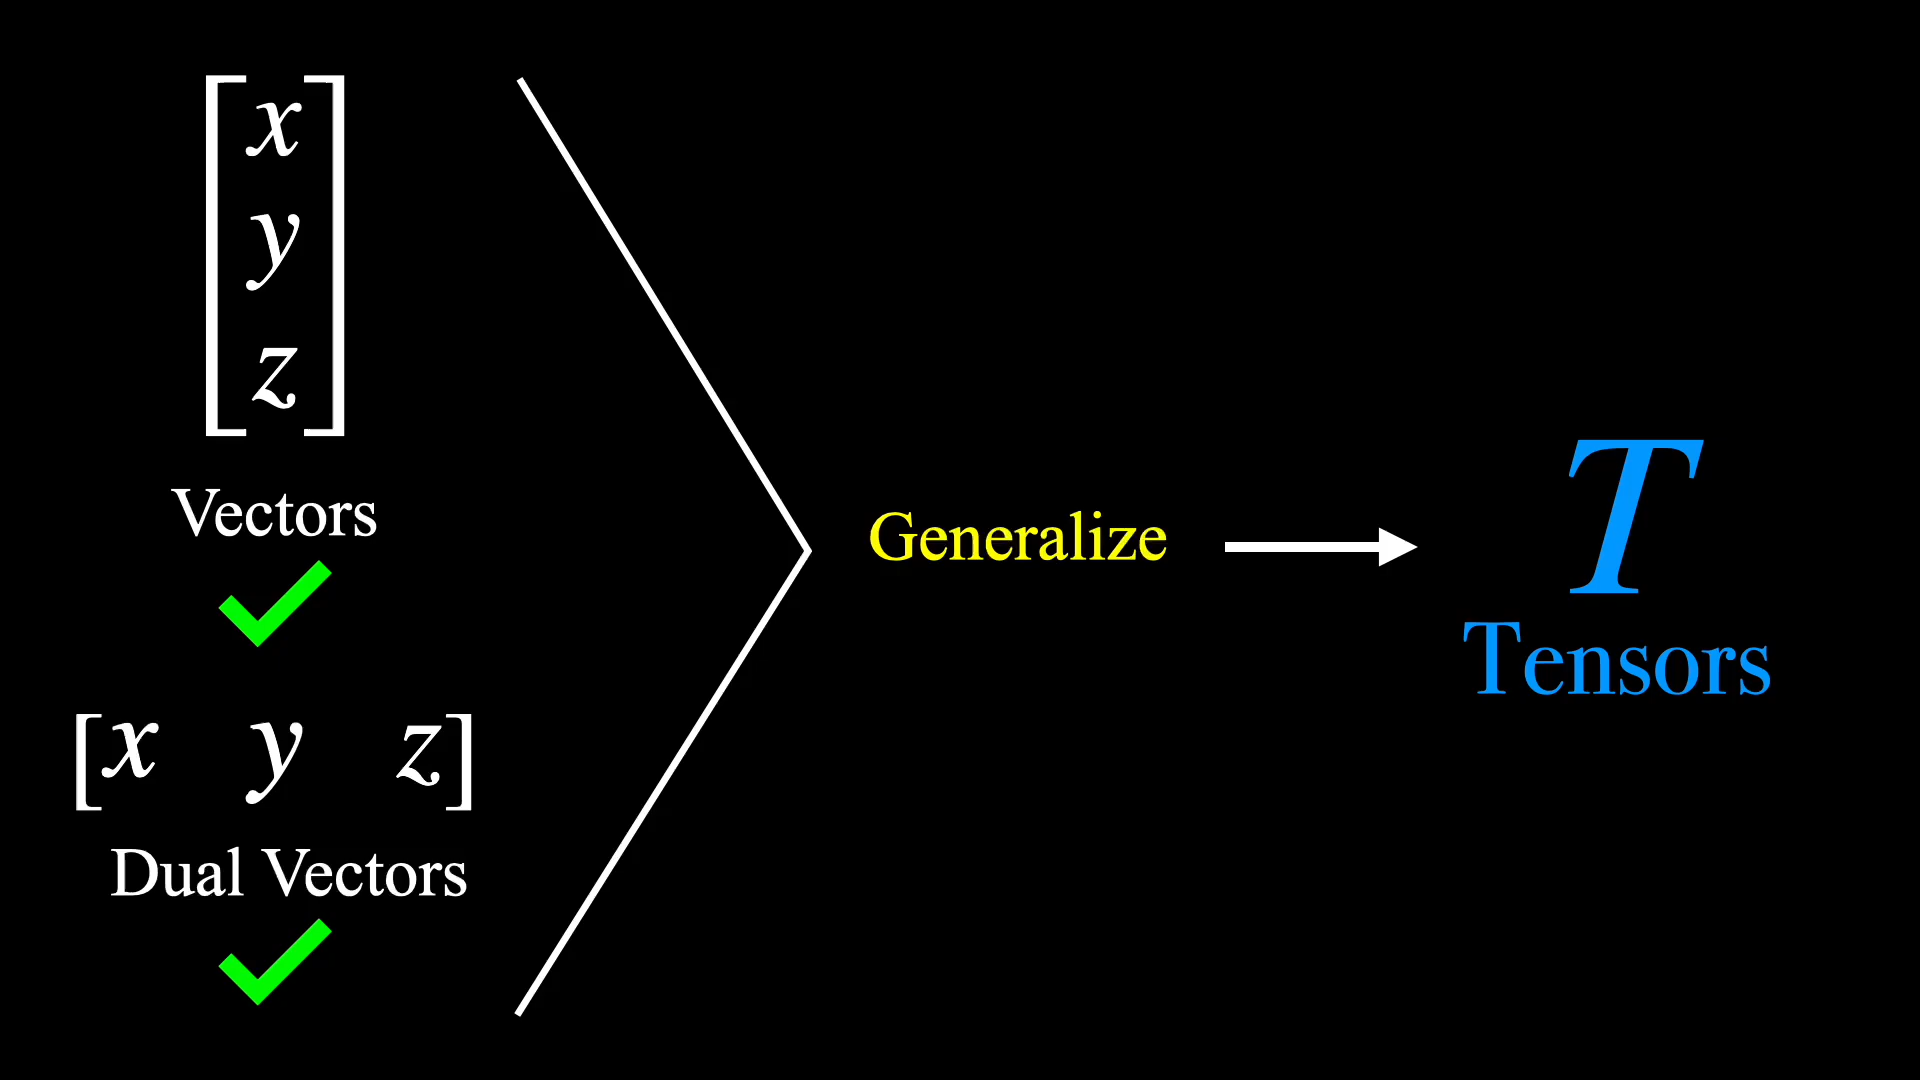 [x
y
z]
Vectors
[x y z]
Dual Vectors
Generalize
T
Tensors